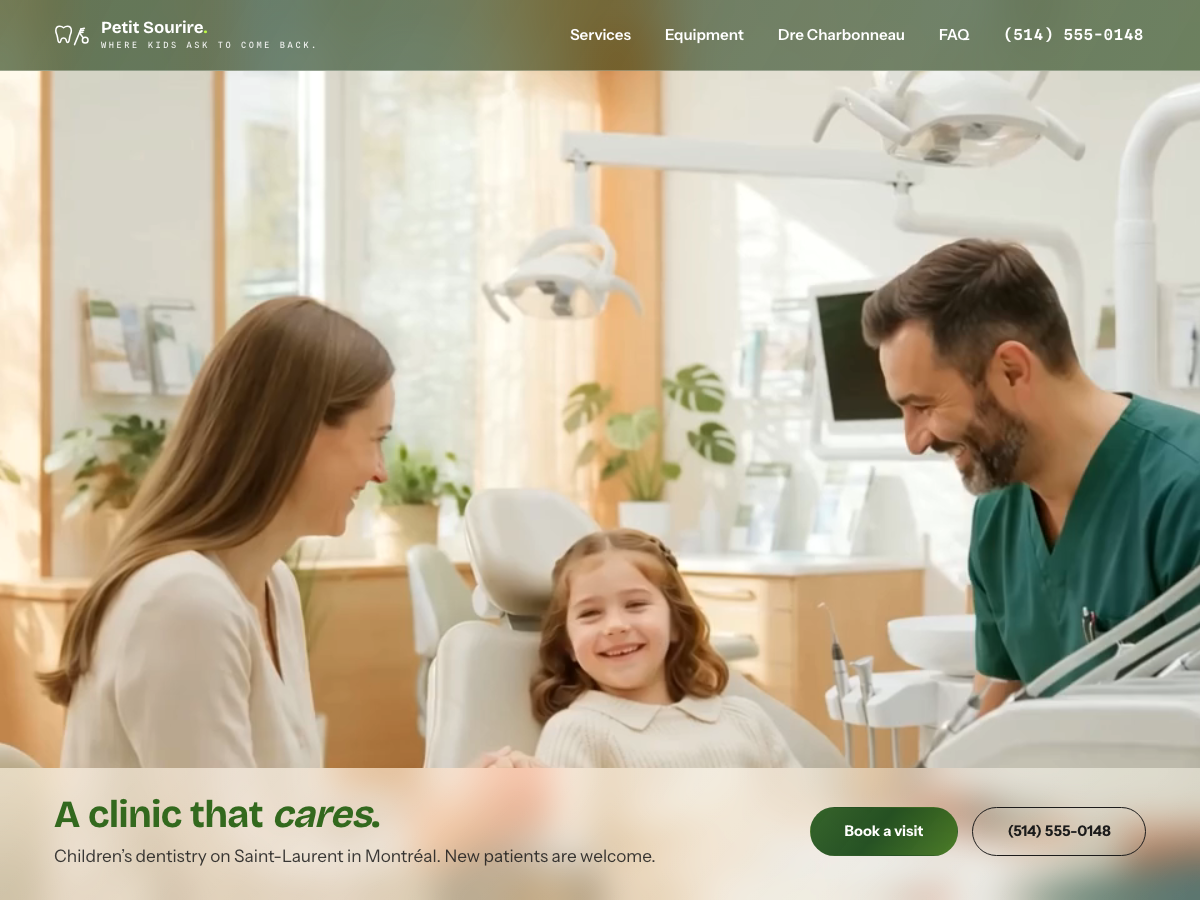 Petit Sourire.
WHERE KIDS ASK TO COME BACK.
Services
Equipment
Dre Charbonneau
FAQ
(514) 555-0148
A clinic that cares.
Children’s dentistry on Saint-Laurent in Montréal. New patients are welcome.
Book a visit
(514) 555-0148